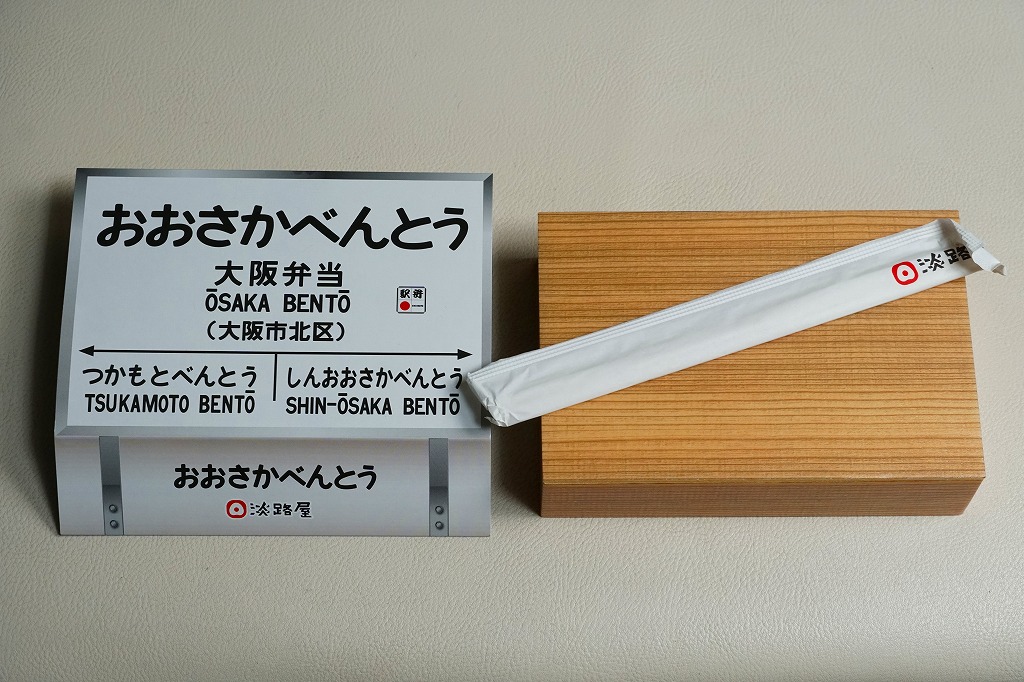 おおさかべんとう
大阪弁当
ŌSAKA BENTŌ
駅弁
(大阪市北区)
つかもとべんとう
TSUKAMOTO BENTŌ
しんおおさかべんとう
SHIN-ŌSAKA BENTŌ
おおさかべんとう
淡路屋
淡路